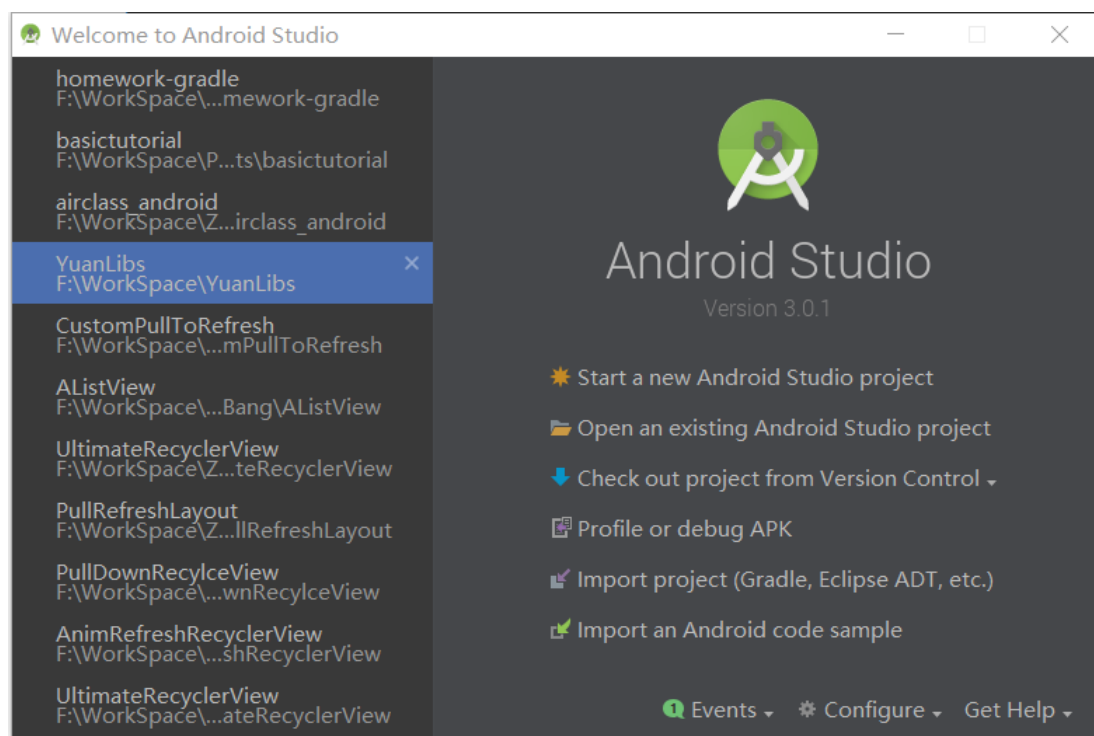 Welcome to Android Studio
homework-gradle
F:\WorkSpace\...mework-gradle
basictutorial
F:\WorkSpace\P...ts\basictutorial
airclass_android
F:\WorkSpace\Z...irclass_android
YuanLibs
F:\WorkSpace\YuanLibs
CustomPullToRefresh
F:\WorkSpace\...mPullToRefresh
AListView
F:\WorkSpace\...Bang\AListView
UltimateRecyclerView
F:\WorkSpace\Z...teRecyclerView
PullRefreshLayout
F:\WorkSpace\Z...llRefreshLayout
PullDownRecylceView
F:\WorkSpace\...wnRecylceView
AnimRefreshRecyclerView
F:\WorkSpace\...shRecyclerView
UltimateRecyclerView
F:\WorkSpace\...ateRecyclerView
Android Studio
Version 3.0.1
Start a new Android Studio project
Open an existing Android Studio project
Check out project from Version Control
Profile or debug APK
Import project (Gradle, Eclipse ADT, etc.)
Import an Android code sample
1 Events Configure Get Help